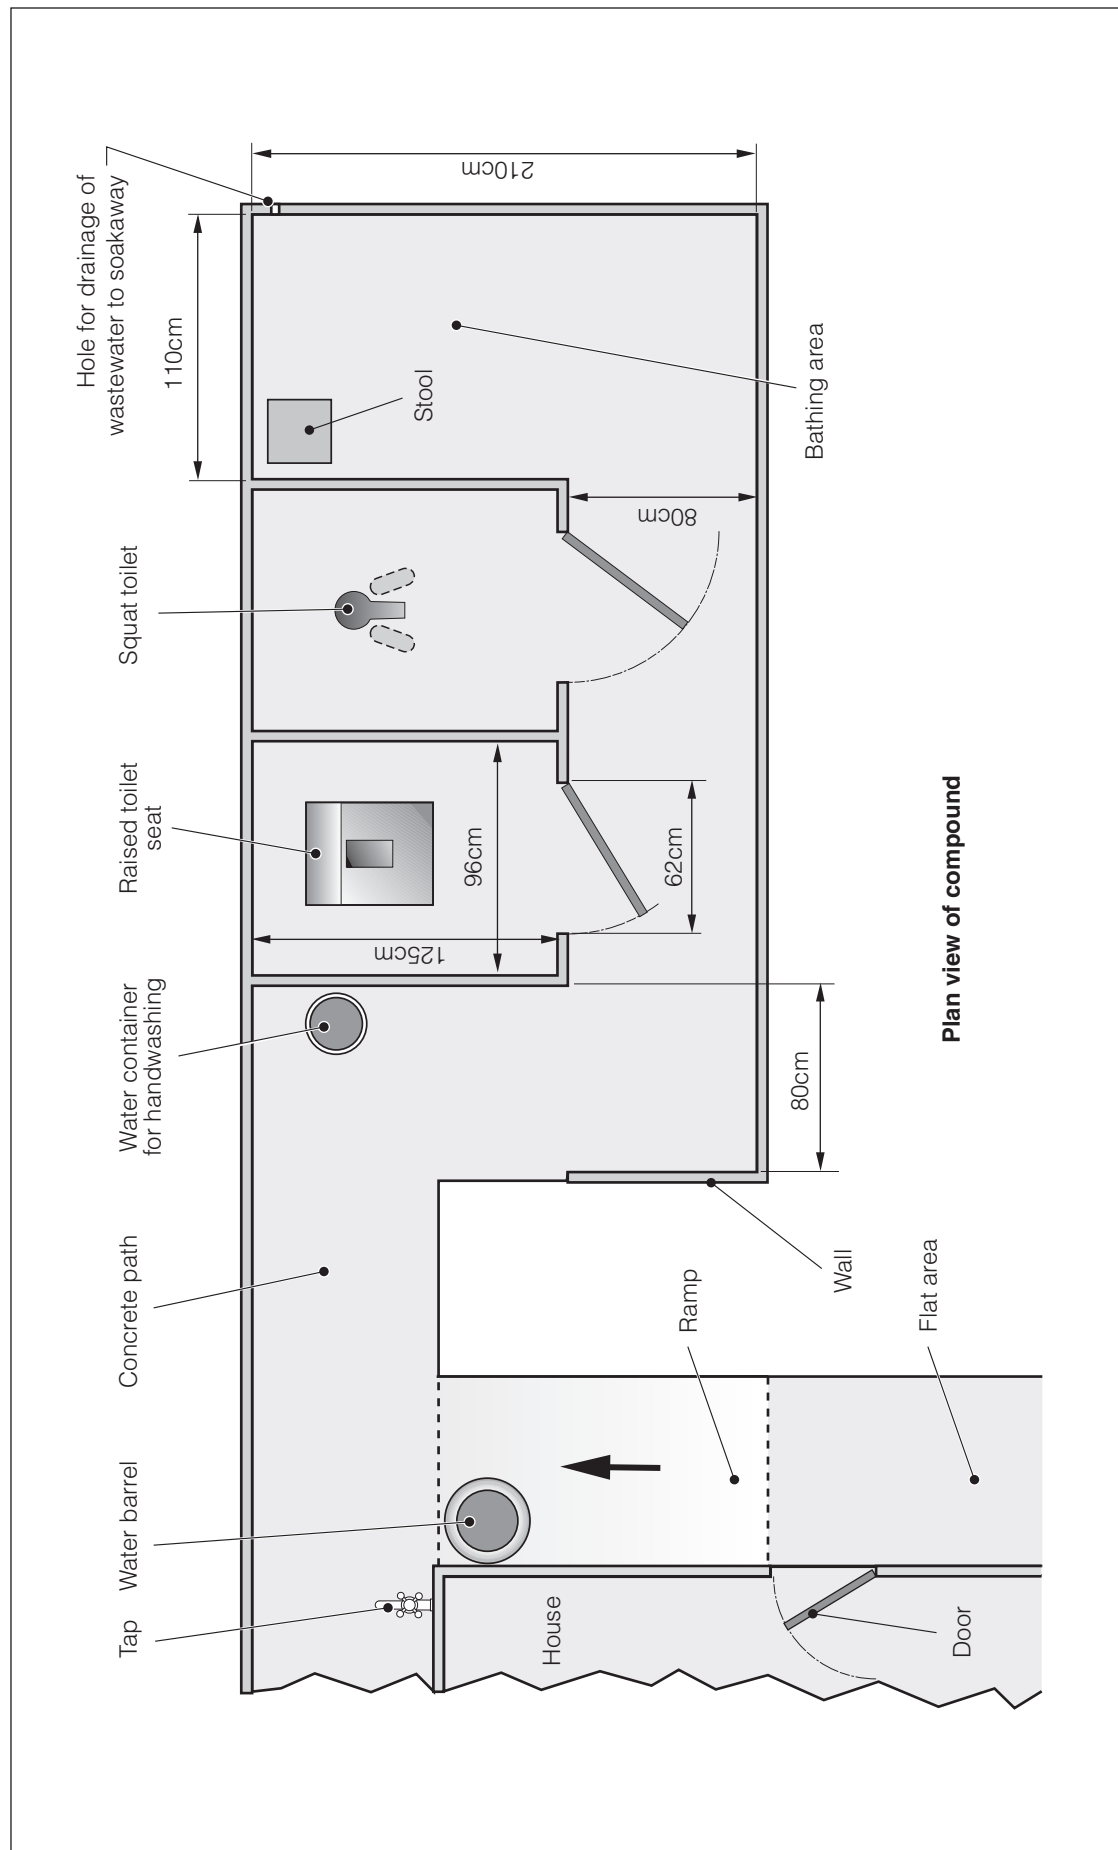 Tap
Water barrel
Concrete path
Water container
for handwashing
Raised toilet
seat
Squat toilet
Hole for drainage of
wastewater to soakaway
110cm
210cm
Stool
125cm
96cm
80cm
62cm
Bathing area
House
Ramp
80cm
Wall
Door
Flat area
Plan view of compound